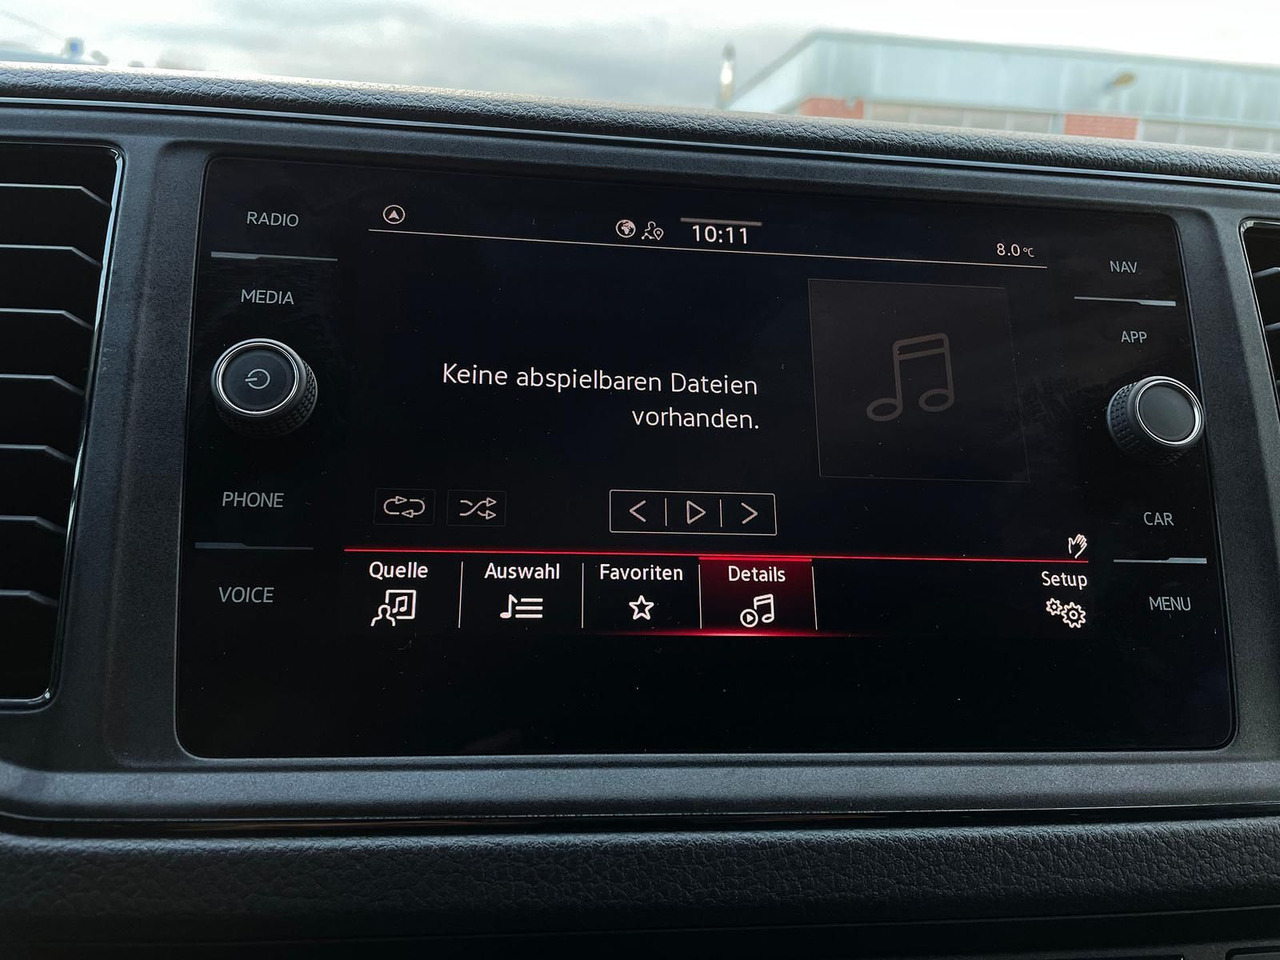 RADIO
MEDIA
PHONE
VOICE
10:11
8.0°C
Keine abspielbaren Dateien
vorhanden.
Quelle
Auswahl
Favoriten
Details
Setup
NAV
APP
CAR
MENU